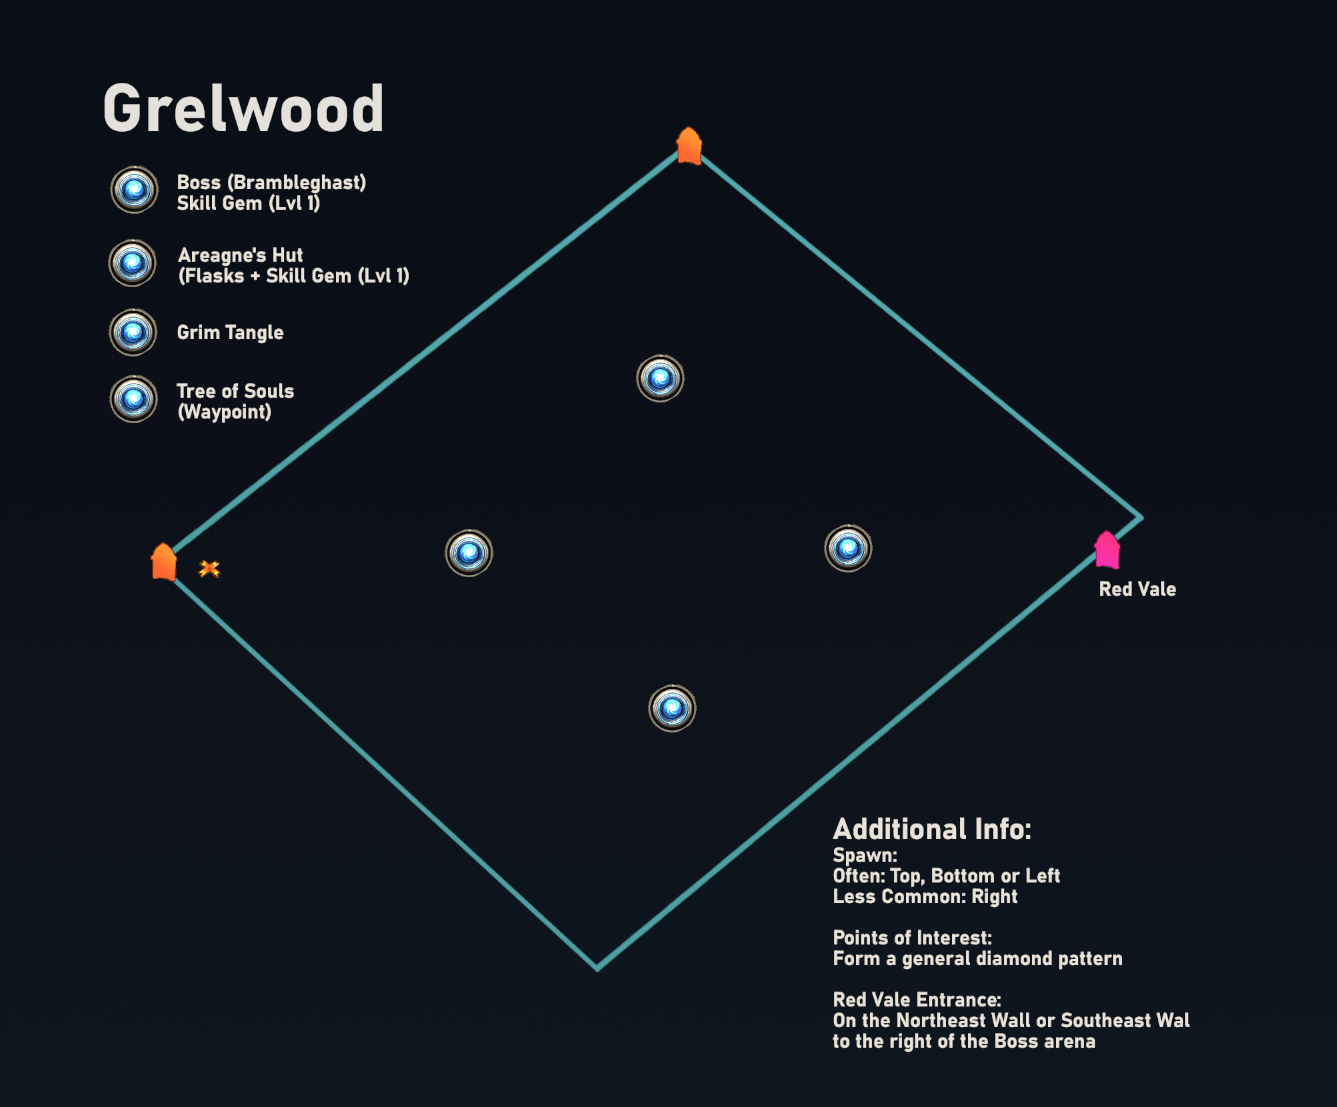 Grelwood
Boss (Brambleghast)
Skill Gem (Lvl 1)
Areagne's Hut
(Flasks + Skill Gem (Lvl 1)
Grim Tangle
Tree of Souls
(Waypoint)
Red Vale
Additional Info:
Spawn:
Often: Top, Bottom or Left
Less Common: Right
Points of Interest:
Form a general diamond pattern
Red Vale Entrance:
On the Northeast Wall or Southeast Wal
to the right of the Boss arena